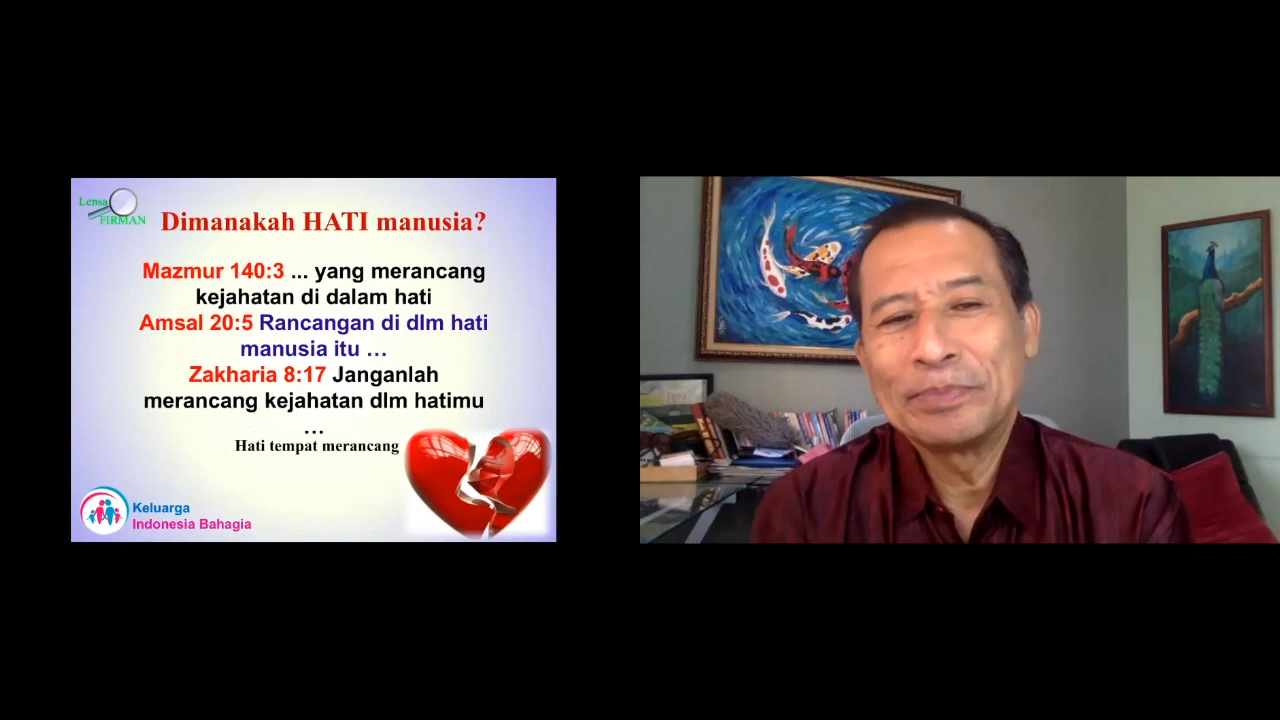 Lensa
FIRMAN
Dimanakah HATI manusia?
Mazmur 140:3 ... yang merancang
kejahatan di dalam hati
Amsal 20:5 Rancangan di dlm hati
manusia itu …
Zakharia 8:17 Janganlah
merancang kejahatan dlm hatimu
…
Hati tempat merancang
Keluarga
Indonesia Bahagia